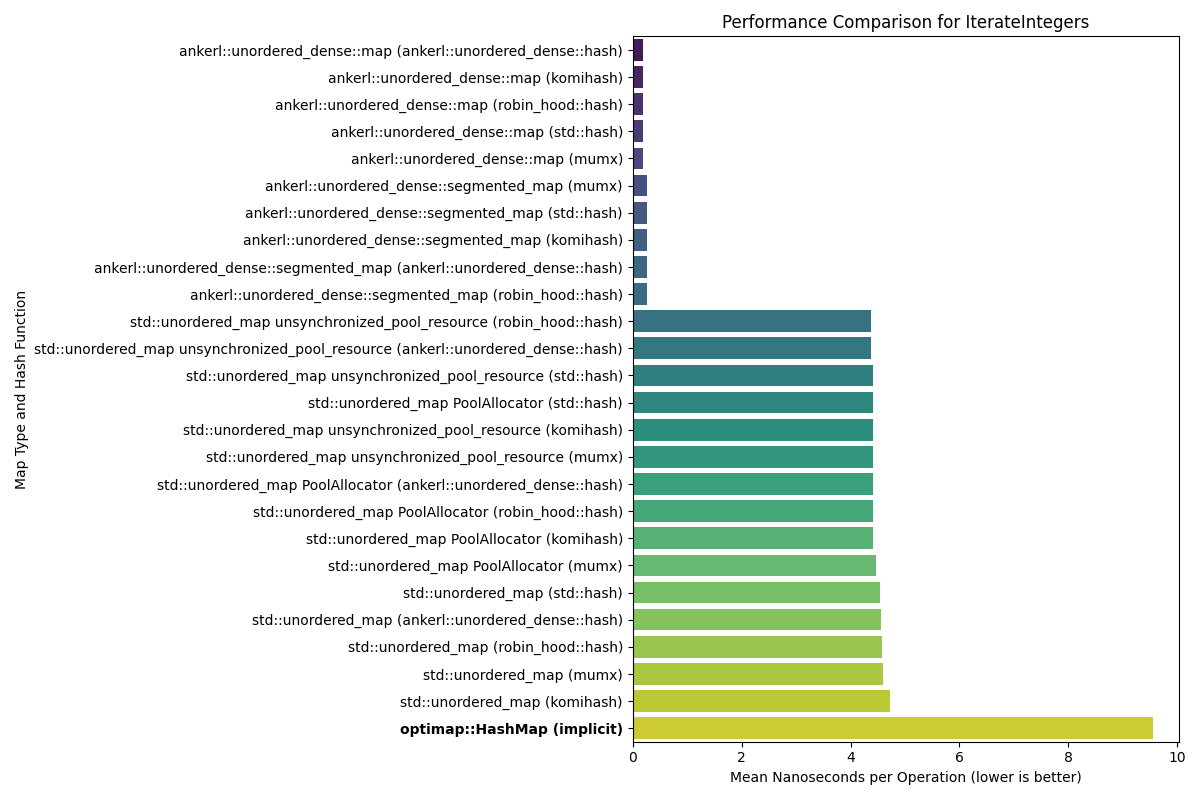 Performance Comparison for IterateIntegers
Map Type and Hash Function
ankerl::unordered_dense::map (ankerl::unordered_dense::hash)
ankerl::unordered_dense::map (komihash)
ankerl::unordered_dense::map (robin_hood::hash)
ankerl::unordered_dense::map (std::hash)
ankerl::unordered_dense::map (mumx)
ankerl::unordered_dense::segmented_map (mumx)
ankerl::unordered_dense::segmented_map (std::hash)
ankerl::unordered_dense::segmented_map (komihash)
ankerl::unordered_dense::segmented_map (ankerl::unordered_dense::hash)
ankerl::unordered_dense::segmented_map (robin_hood::hash)
std::unordered_map unsynchronized_pool_resource (robin_hood::hash)
std::unordered_map unsynchronized_pool_resource (ankerl::unordered_dense::hash)
std::unordered_map unsynchronized_pool_resource (std::hash)
std::unordered_map PoolAllocator (std::hash)
std::unordered_map unsynchronized_pool_resource (komihash)
std::unordered_map unsynchronized_pool_resource (mumx)
std::unordered_map PoolAllocator (ankerl::unordered_dense::hash)
std::unordered_map PoolAllocator (robin_hood::hash)
std::unordered_map PoolAllocator (komihash)
std::unordered_map PoolAllocator (mumx)
std::unordered_map (std::hash)
std::unordered_map (ankerl::unordered_dense::hash)
std::unordered_map (robin_hood::hash)
std::unordered_map (mumx)
std::unordered_map (komihash)
optimap::HashMap (implicit)
0 2 4 6 8 10
Mean Nanoseconds per Operation (lower is better)